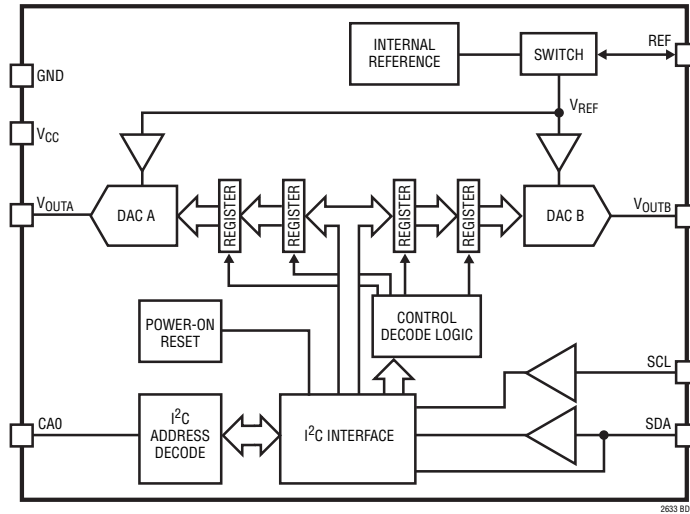 INTERNAL
REFERENCE
SWITCH
REF
GND
VREF
VCC
VOUTA
DAC A
REGISTER
REGISTER
REGISTER
REGISTER
DAC B
VOUTB
POWER-ON
RESET
CONTROL
DECODE LOGIC
SCL
CA0
I2C
ADDRESS
DECODE
I2C INTERFACE
SDA
2633 BD